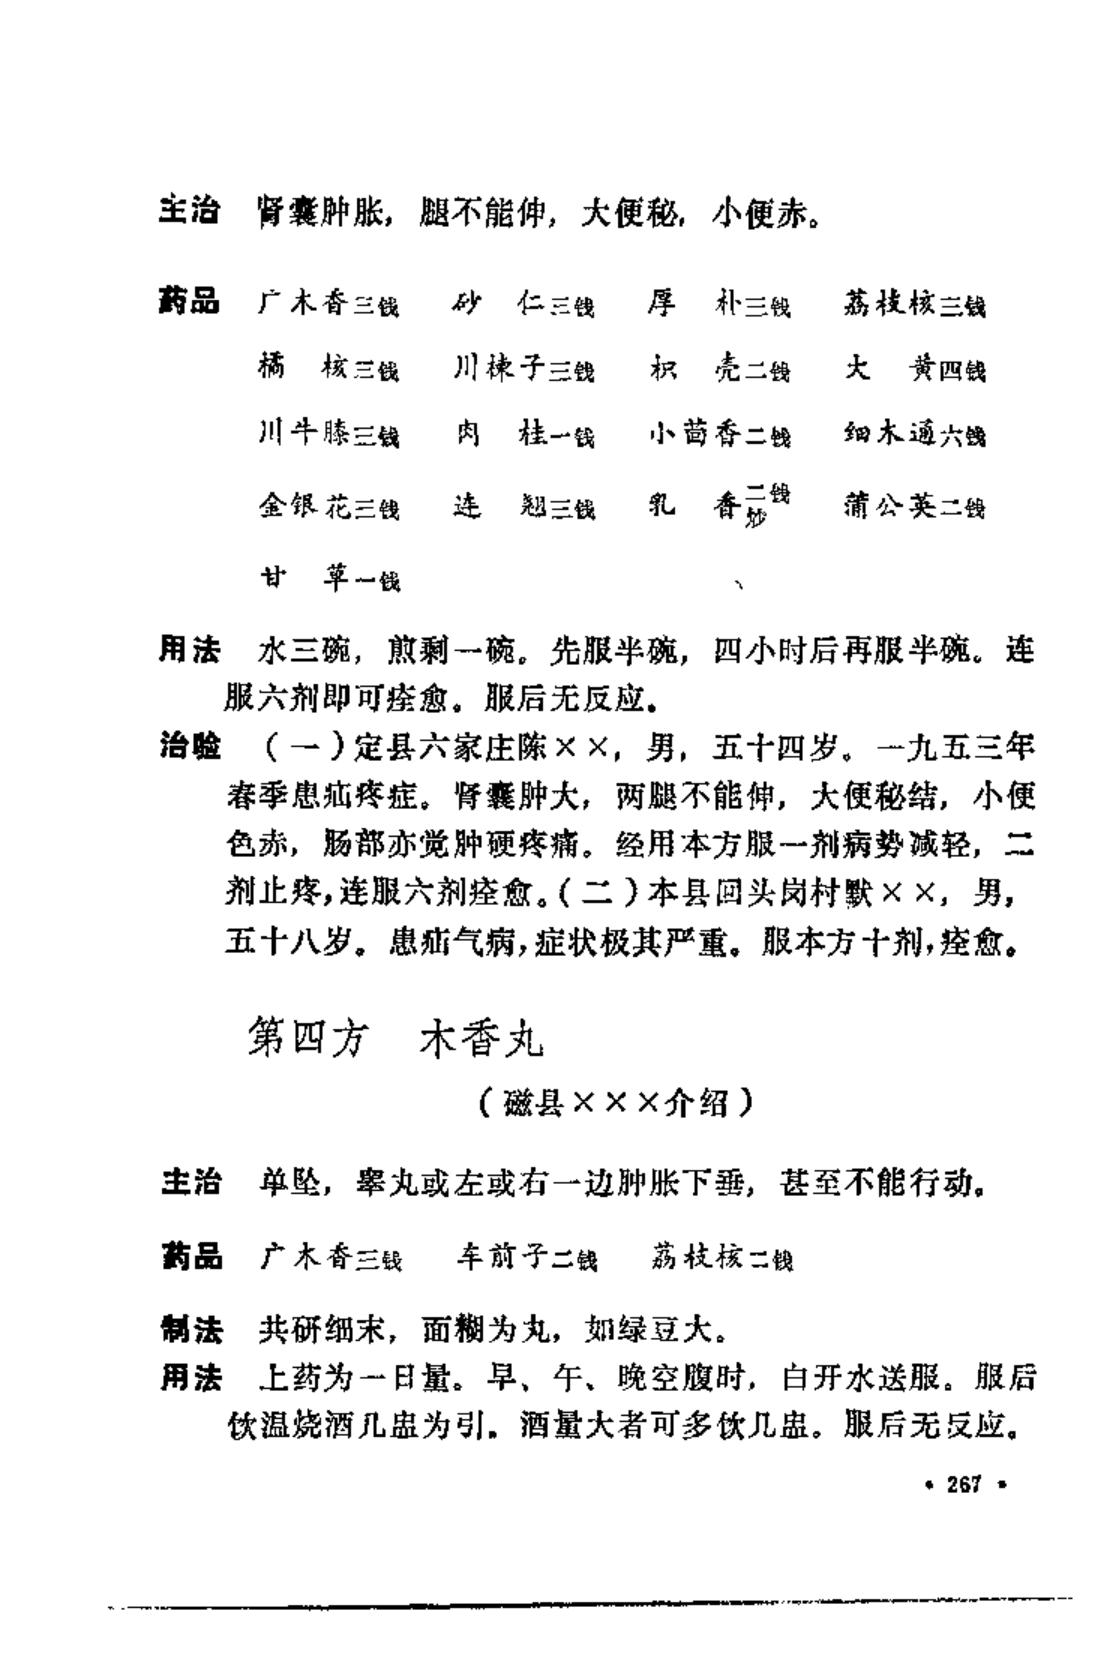 主治 肾囊肿胀，腿不能伸，大便秘，小便赤。
药品 广木香三钱 砂仁三钱 厚朴三钱 荔枝核三钱
橘核三钱 川楝子三钱 枳壳二钱 大黄四钱
川牛膝三钱 肉桂一钱 小茴香二钱 细木通六钱
金银花三钱 连翘三钱 乳香二钱炒 蒲公英二钱
甘草一钱
用法 水三碗，煎剩一碗。先服半碗，四小时后再服半碗。连
服六剂即可痊愈。服后无反应。
治验 （一）定县六家庄陈××，男，五十四岁。一九五三年
春季患疝疼症。肾囊肿大，两腿不能伸，大便秘结，小便
色赤，肠部亦觉肿硬疼痛。经用本方服一剂病势减轻，二
剂止疼，连服六剂痊愈。（二）本县回头岗村默××，男，
五十八岁。患疝气病，症状极其严重。服本方十剂，痊愈。
第四方 木香丸
（磁县×××介绍）
主治 单坠，睾丸或左或右一边肿胀下垂，甚至不能行动。
药品 广木香三钱 车前子二钱 荔枝核二钱
制法 共研细末，面糊为丸，如绿豆大。
用法 上药为一日量。早、午、晚空腹时，白开水送服。服后
饮温烧酒几盅为引。酒量大者可多饮几盅。服后无反应。
• 267 •